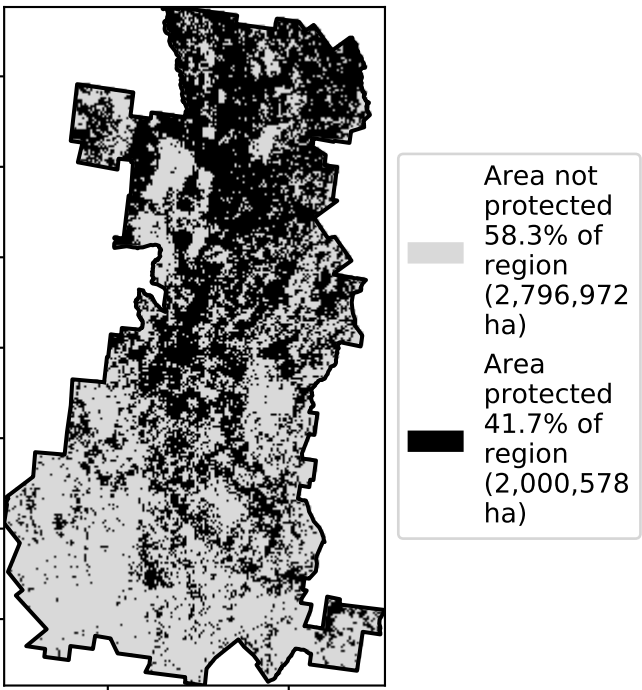 Area not
protected
58.3% of
region
(2,796,972
ha)
Area
protected
41.7% of
region
(2,000,578
ha)